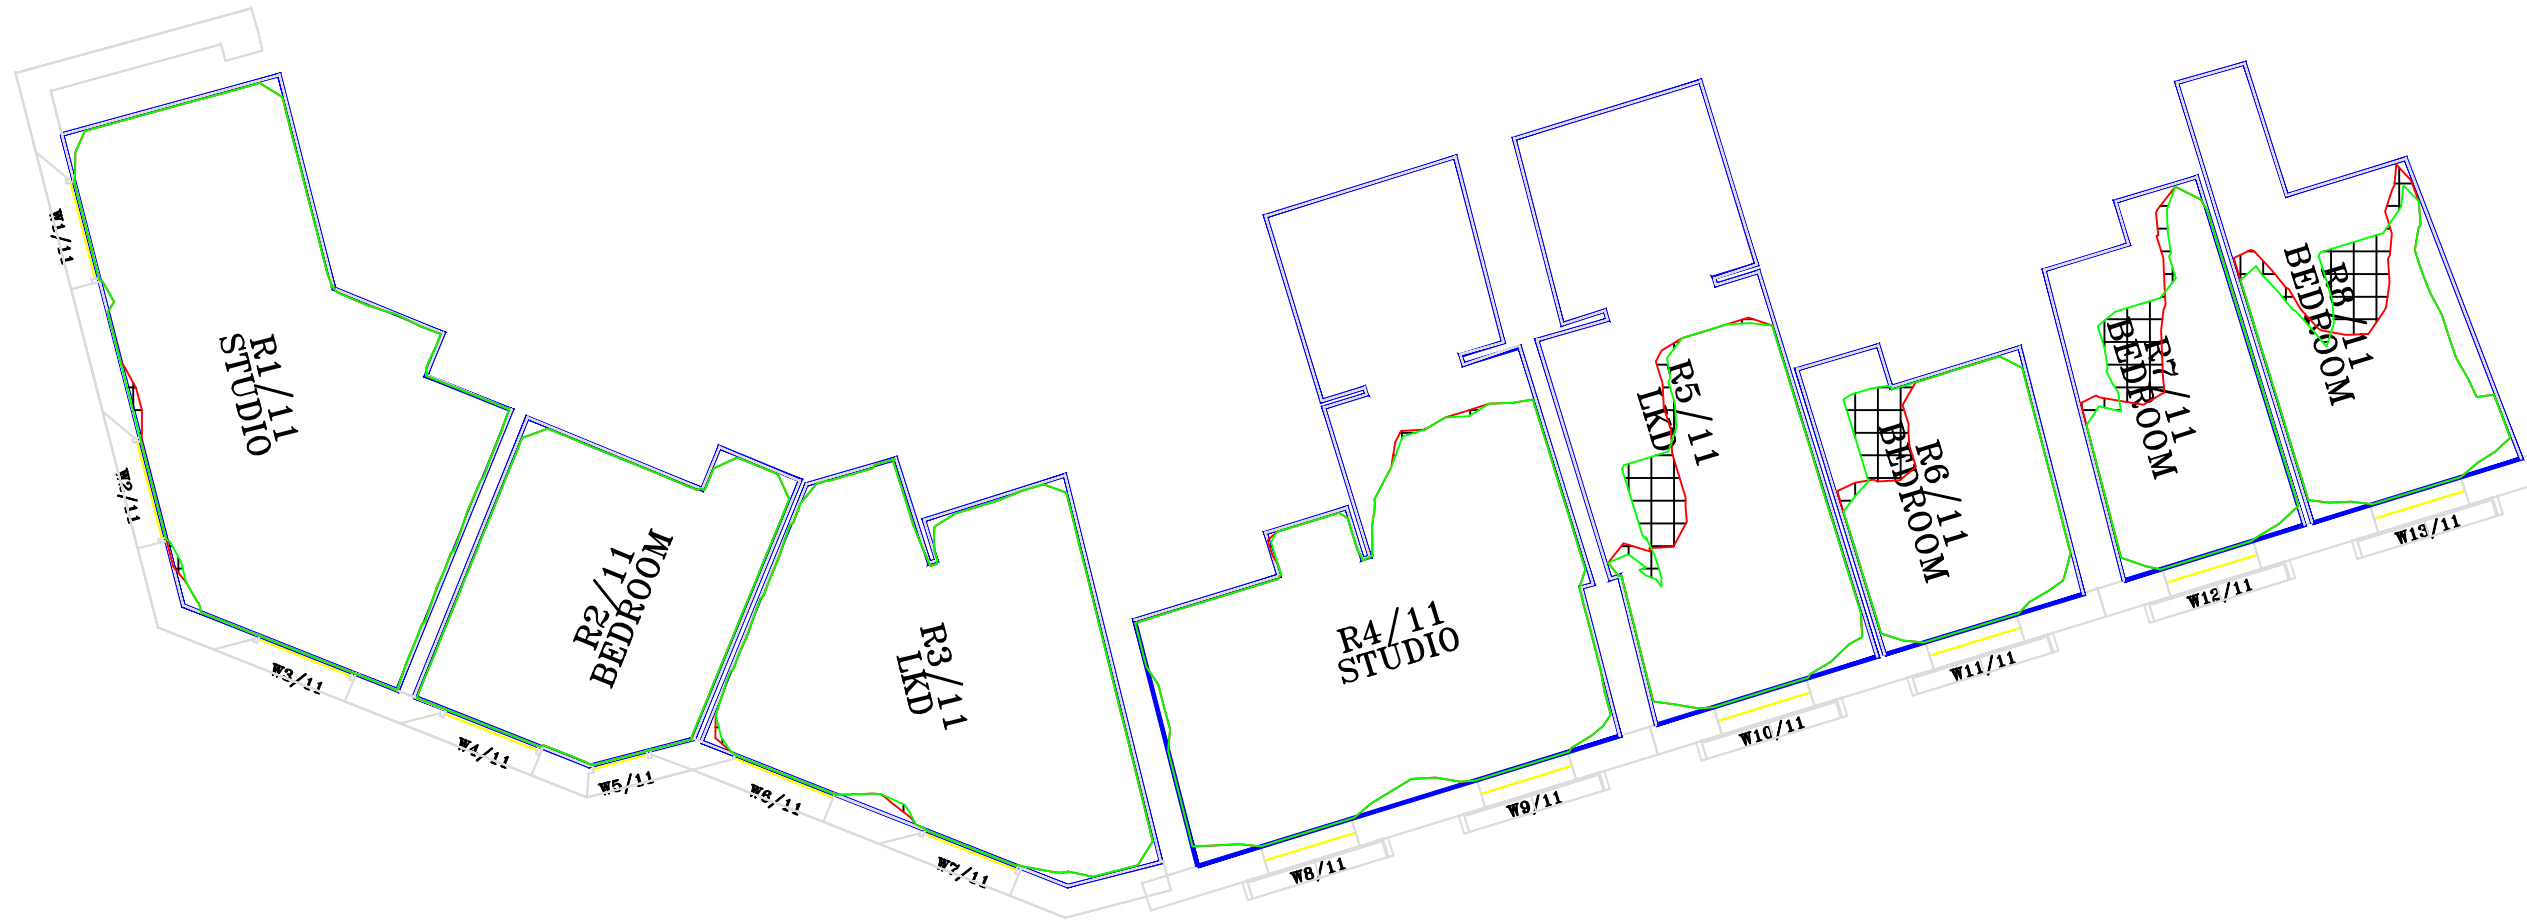 R1/11
STUDIO
R2/11
BEDROOM
R3/11
LKD
R4/11
STUDIO
R5/11
LKD
R6/11
BEDROOM
R7/11
BEDROOM
R8/11
BEDROOM
W1/11
W2/11
W3/11
W4/11
W5/11
W6/11
W7/11
W8/11
W9/11
W10/11
W11/11
W12/11
W13/11